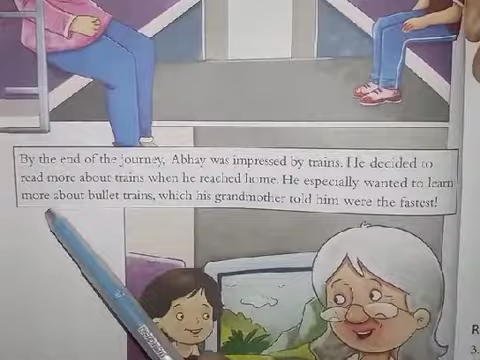 By the end of the journey, Abhay was impressed by trains. He decided to
read more about trains when he reached home. He especially wanted to learn
more about bullet trains, which his grandmother told him were the fastest!
R
3.